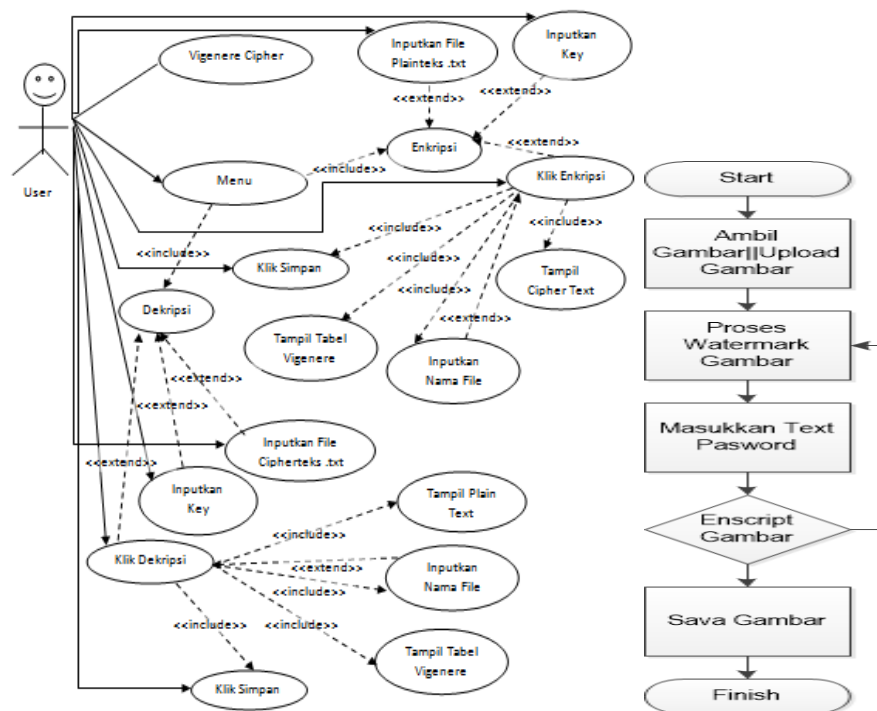 Inputkan
Key
Inputkan File
Plainteks .txt
Vigenere Cipher
<<extend>>
<<extend>>
<<extend>>
Enkripsi
<<include>>
Menu
Klik Enkripsi
User
<<include>>
<<include>>
<<include>>
Klik Simpan
<<include>>
Tampil
Cipher Text
<<include>>
Dekripsi
<<extend>>
Tampil Tabel
Vigenere
Inputkan
Nama File
<<extend>>
<<extend>>
Inputkan File
Cipherteks .txt
<<extend>>
Inputkan
Key
Tampil Plain
Text
<<include>>
Klik Dekripsi
<<extend>>
Inputkan
Nama File
<<include>>
<<include>>
<<include>>
Tampil Tabel
Vigenere
Klik Simpan
Start
Ambil
Gambar||Upload
Gambar
Proses
Watermark
Gambar
Masukkan Text
Pasword
Enscript
Gambar
Sava Gambar
Finish